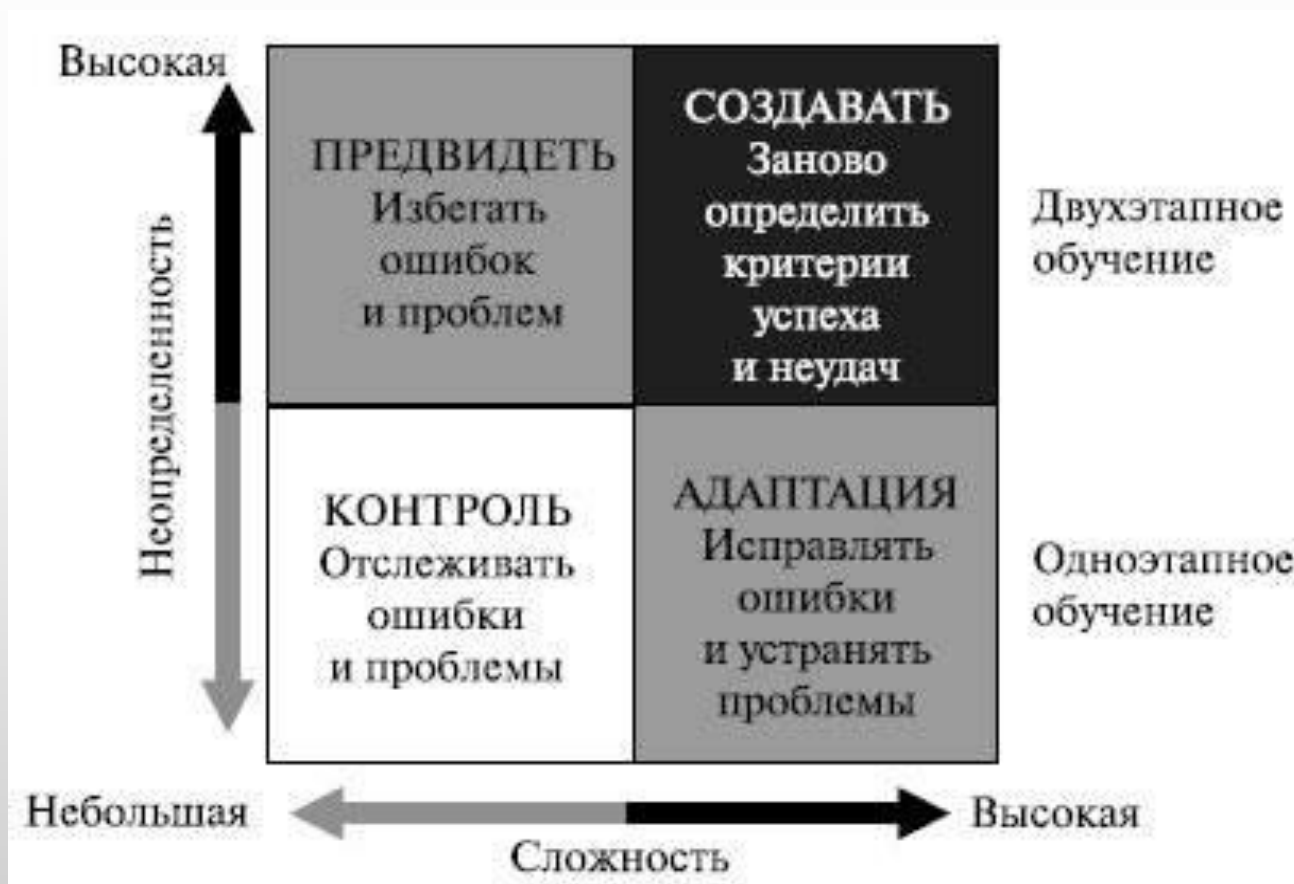 Высокая
Неопределенность
ПРЕДВИДЕТЬ
Избегать
ошибок
и проблем
СОЗДАВАТЬ
Заново
определить
критерии
успеха
и неудач
Двухэтапное
обучение
КОНТРОЛЬ
Отслеживать
ошибки
и проблемы
АДАПТАЦИЯ
Исправлять
ошибки
и устранять
проблемы
Одноэтапное
обучение
Небольшая
Высокая
Сложность